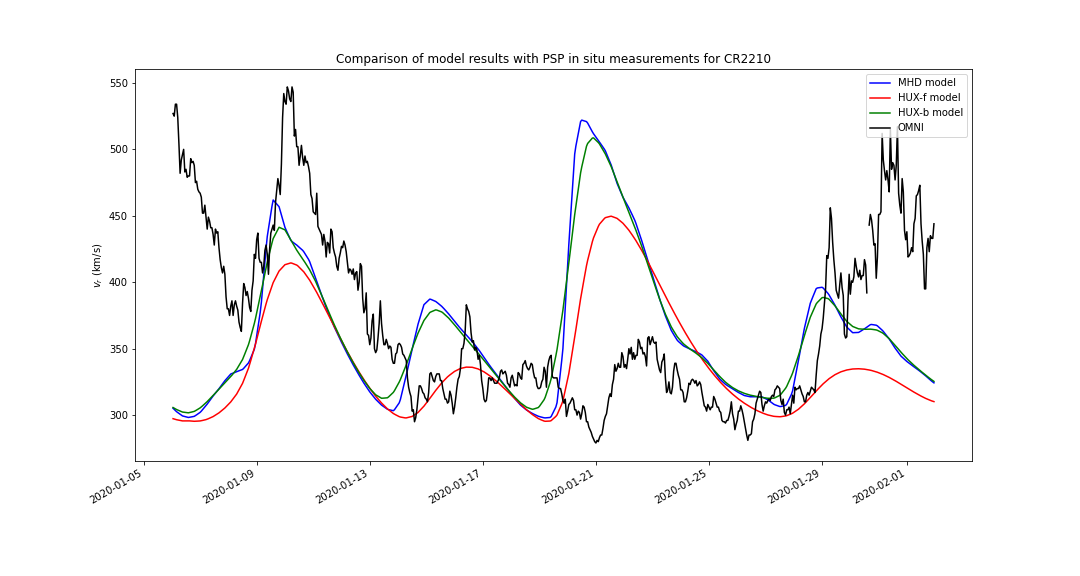 Comparison of model results with PSP in situ measurements for CR2210
MHD model
HUX-f model
HUX-b model
OMNI
550
500
450
400
350
300
v_r (km/s)
2020-01-05
2020-01-09
2020-01-13
2020-01-17
2020-01-21
2020-01-25
2020-01-29
2020-02-01